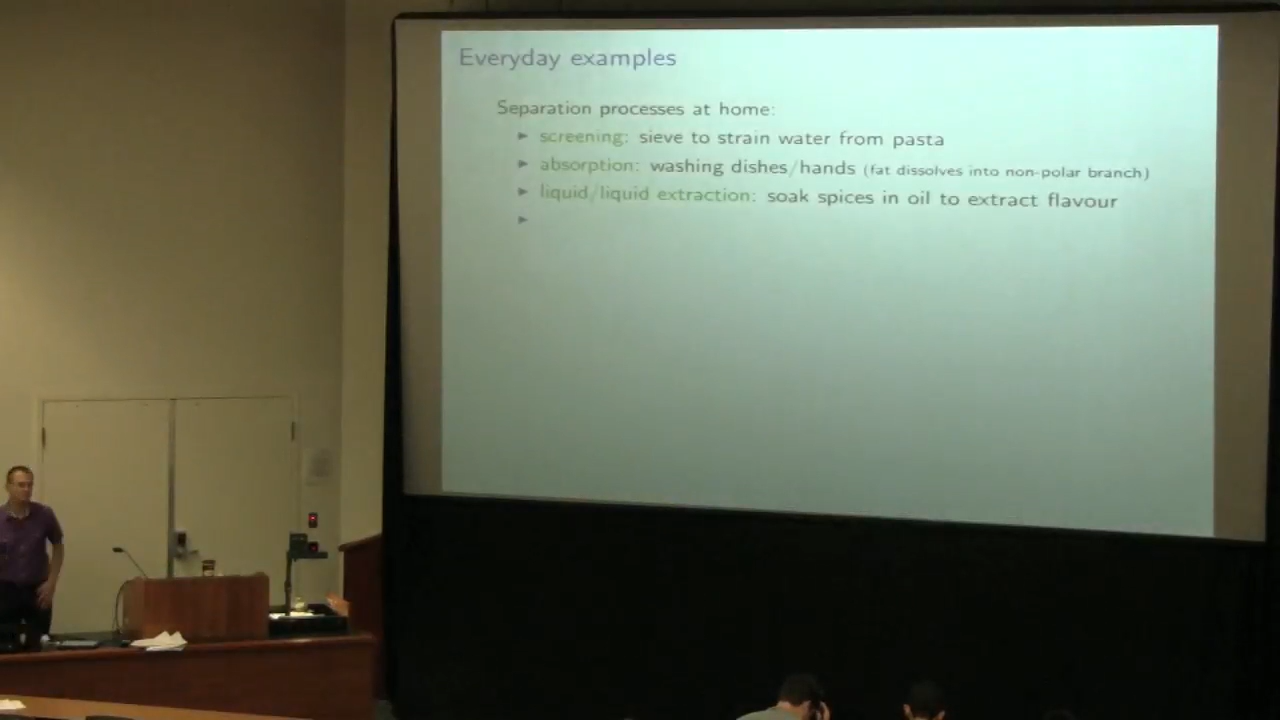 Everyday examples
Separation processes at home:
screening: sieve to strain water from pasta
absorption: washing dishes/hands (fat dissolves into non-polar branch)
liquid/liquid extraction: soak spices in oil to extract flavour